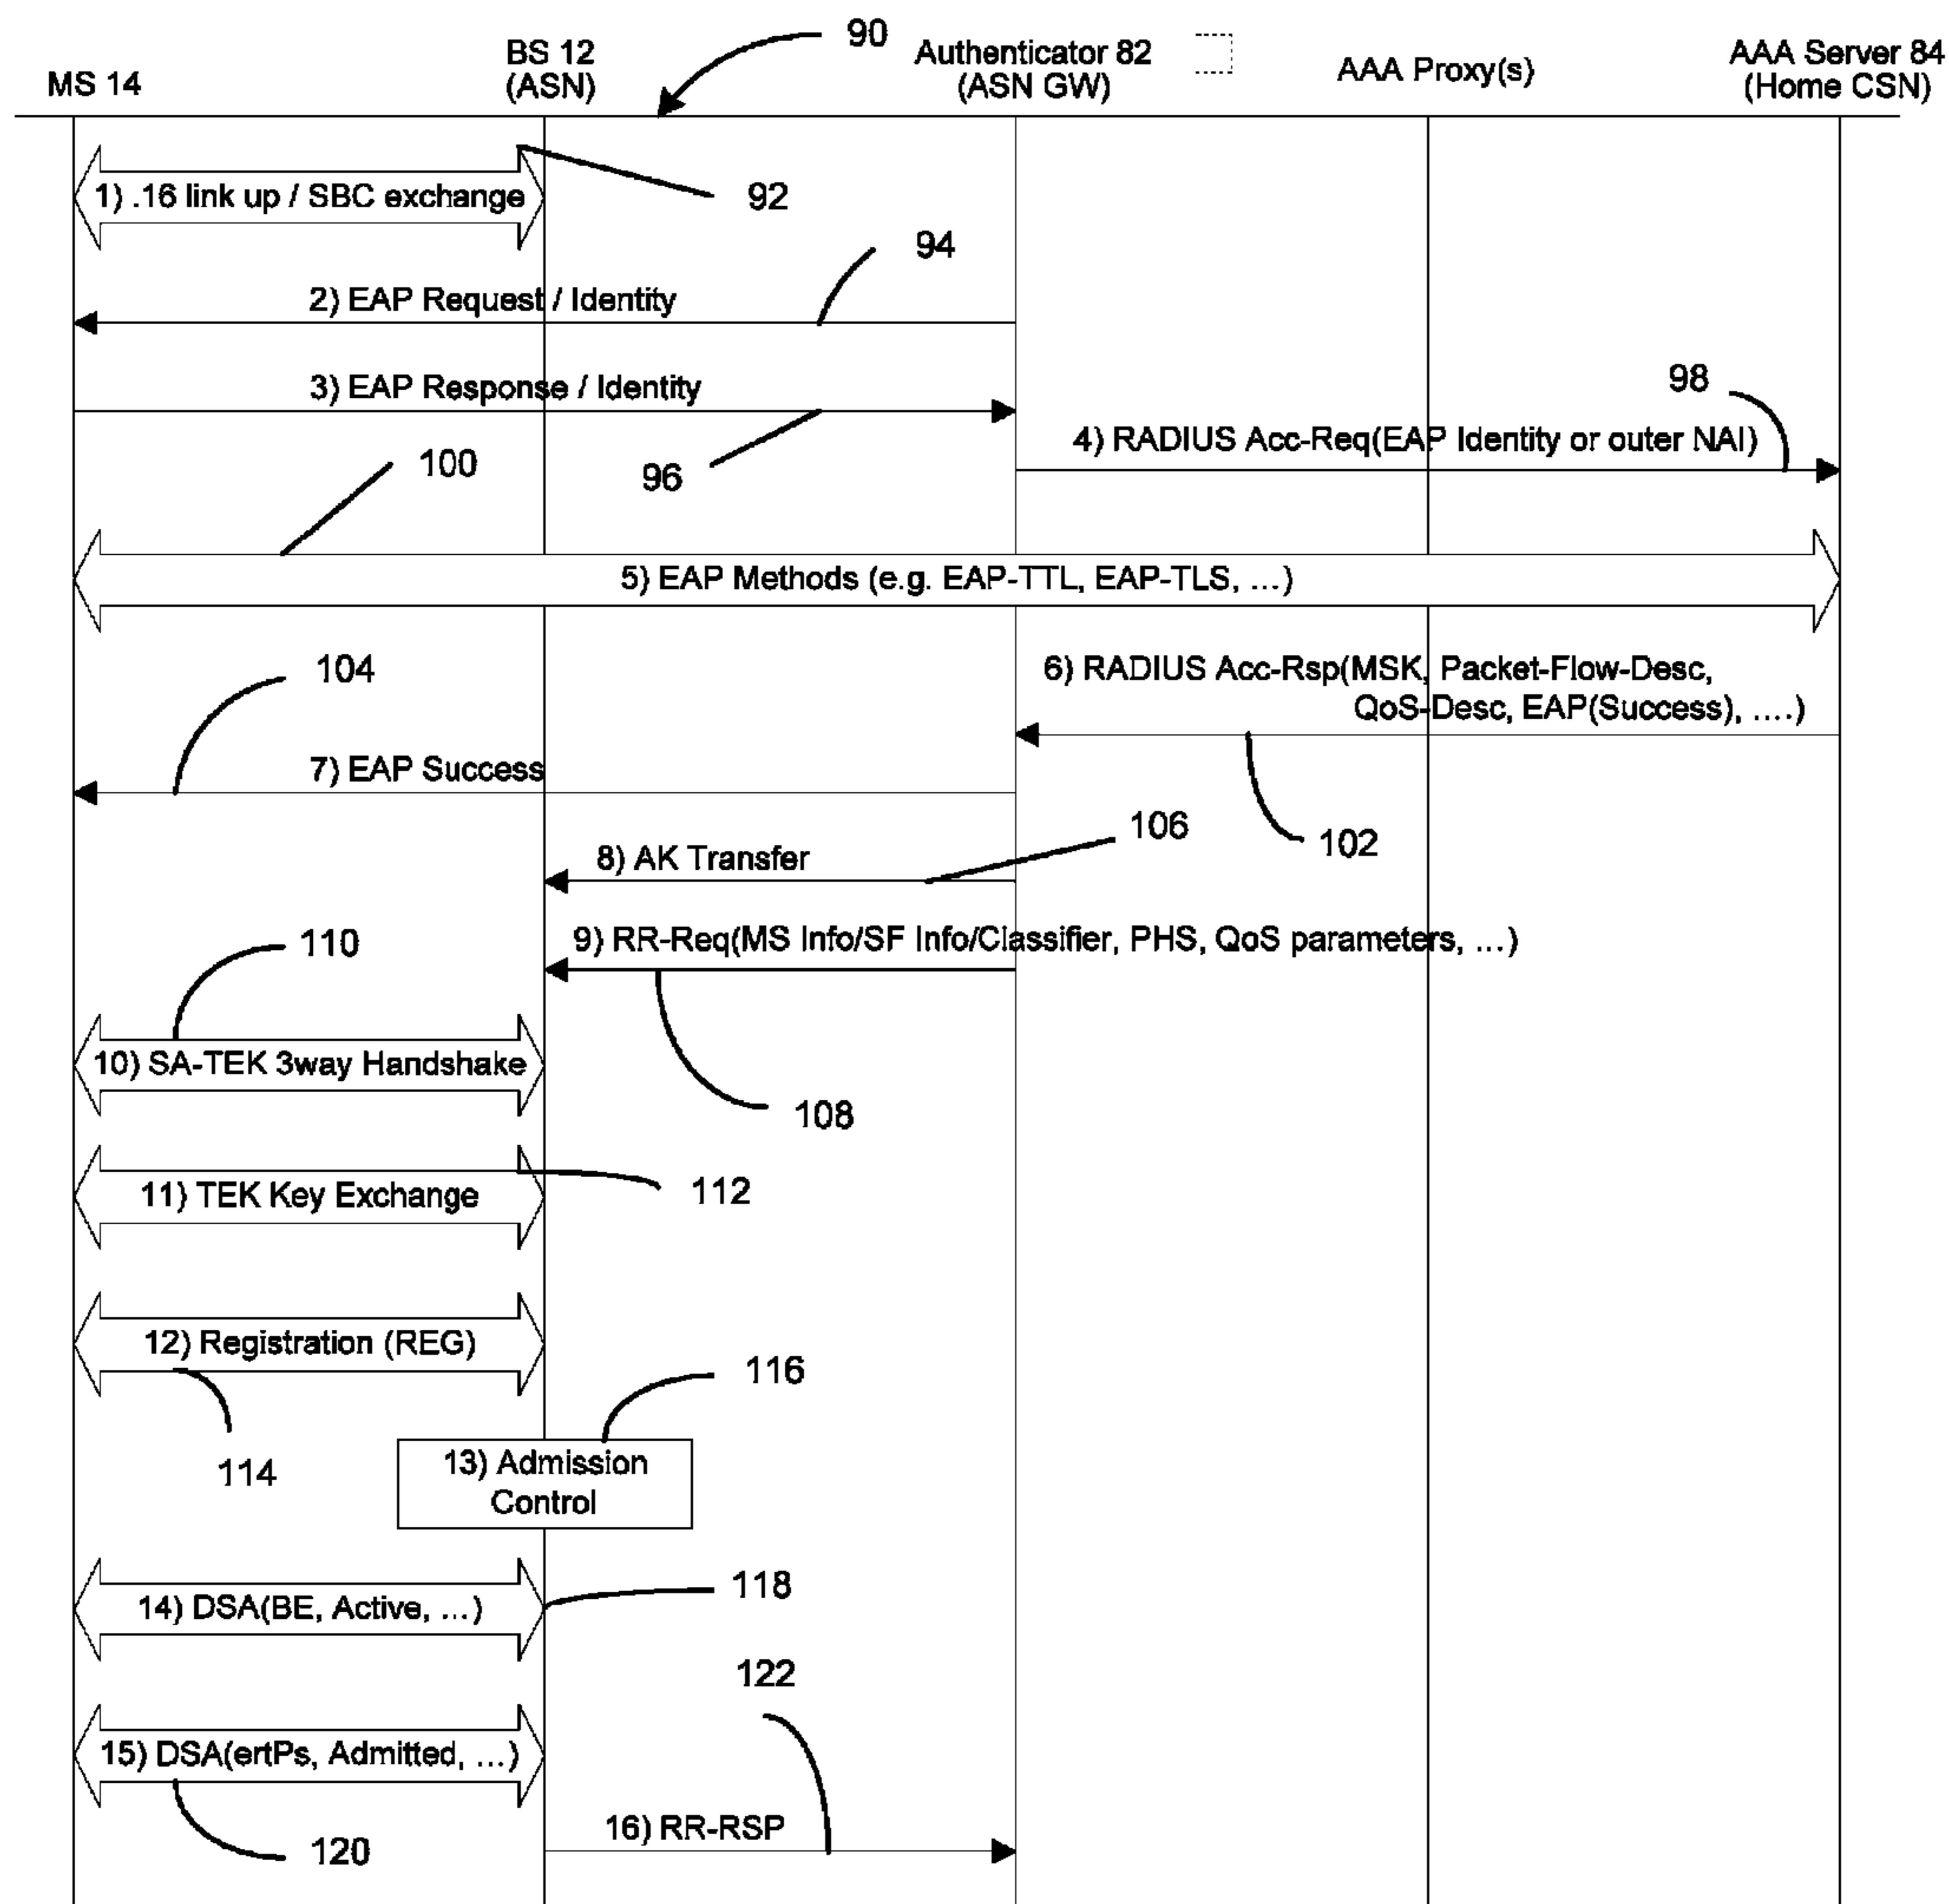 90
MS 14
BS 12
(ASN)
Authenticator 82
(ASN GW)
AAA Proxy(s)
AAA Server 84
(Home CSN)
1) .16 link up / SBC exchange
92
94
2) EAP Request / Identity
3) EAP Response / Identity
98
4) RADIUS Acc-Req(EAP Identity or outer NAI)
100
96
5) EAP Methods (e.g. EAP-TTL, EAP-TLS, ...)
104
6) RADIUS Acc-Rsp(MSK, Packet-Flow-Desc,
QoS-Desc, EAP(Success), ....)
7) EAP Success
106
102
8) AK Transfer
110
9) RR-Req(MS Info/SF Info/Classifier, PHS, QoS parameters, ...)
10) SA-TEK 3way Handshake
108
11) TEK Key Exchange
112
12) Registration (REG)
116
114
13) Admission
Control
118
14) DSA(BE, Active, ...)
122
15) DSA(ertPs, Admitted, ...)
16) RR-RSP
120